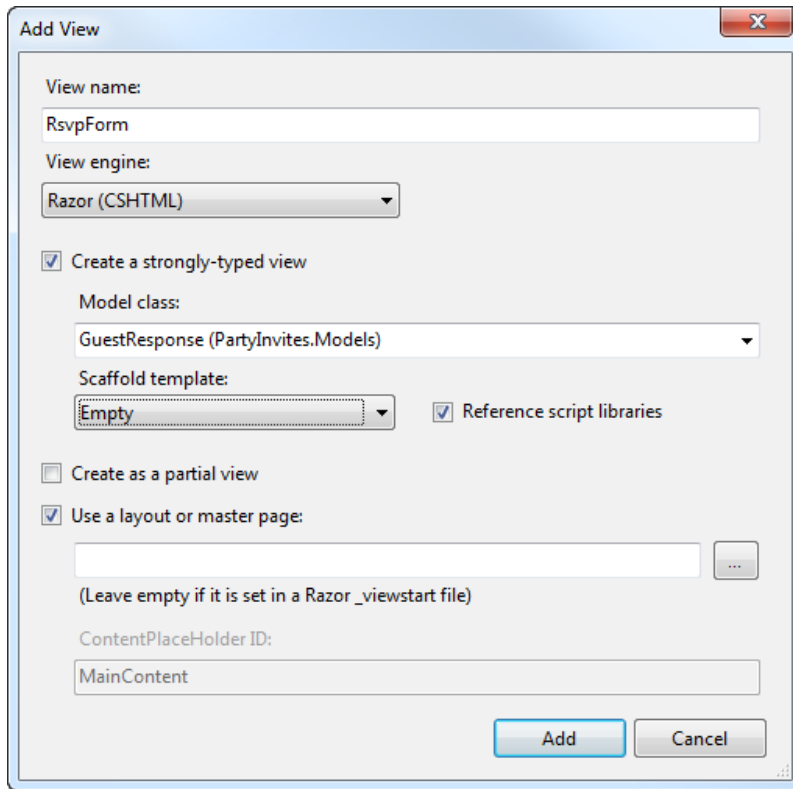 Add View
View name:
RsvpForm
View engine:
Razor (CSHTML)
Create a strongly-typed view
Model class:
GuestResponse (PartyInvites.Models)
Scaffold template:
Empty
Reference script libraries
Create as a partial view
Use a layout or master page:
...
(Leave empty if it is set in a Razor _viewstart file)
ContentPlaceHolder ID:
MainContent
Add
Cancel